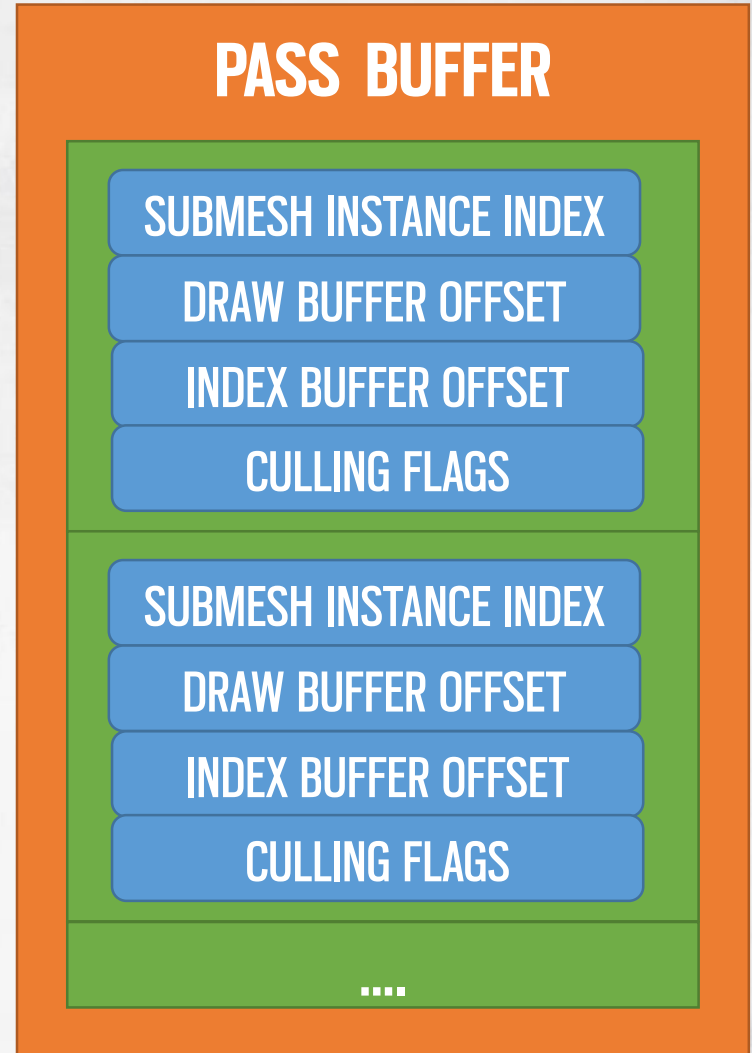 PASS BUFFER
SUBMESH INSTANCE INDEX
DRAW BUFFER OFFSET
INDEX BUFFER OFFSET
CULLING FLAGS
SUBMESH INSTANCE INDEX
DRAW BUFFER OFFSET
INDEX BUFFER OFFSET
CULLING FLAGS
....